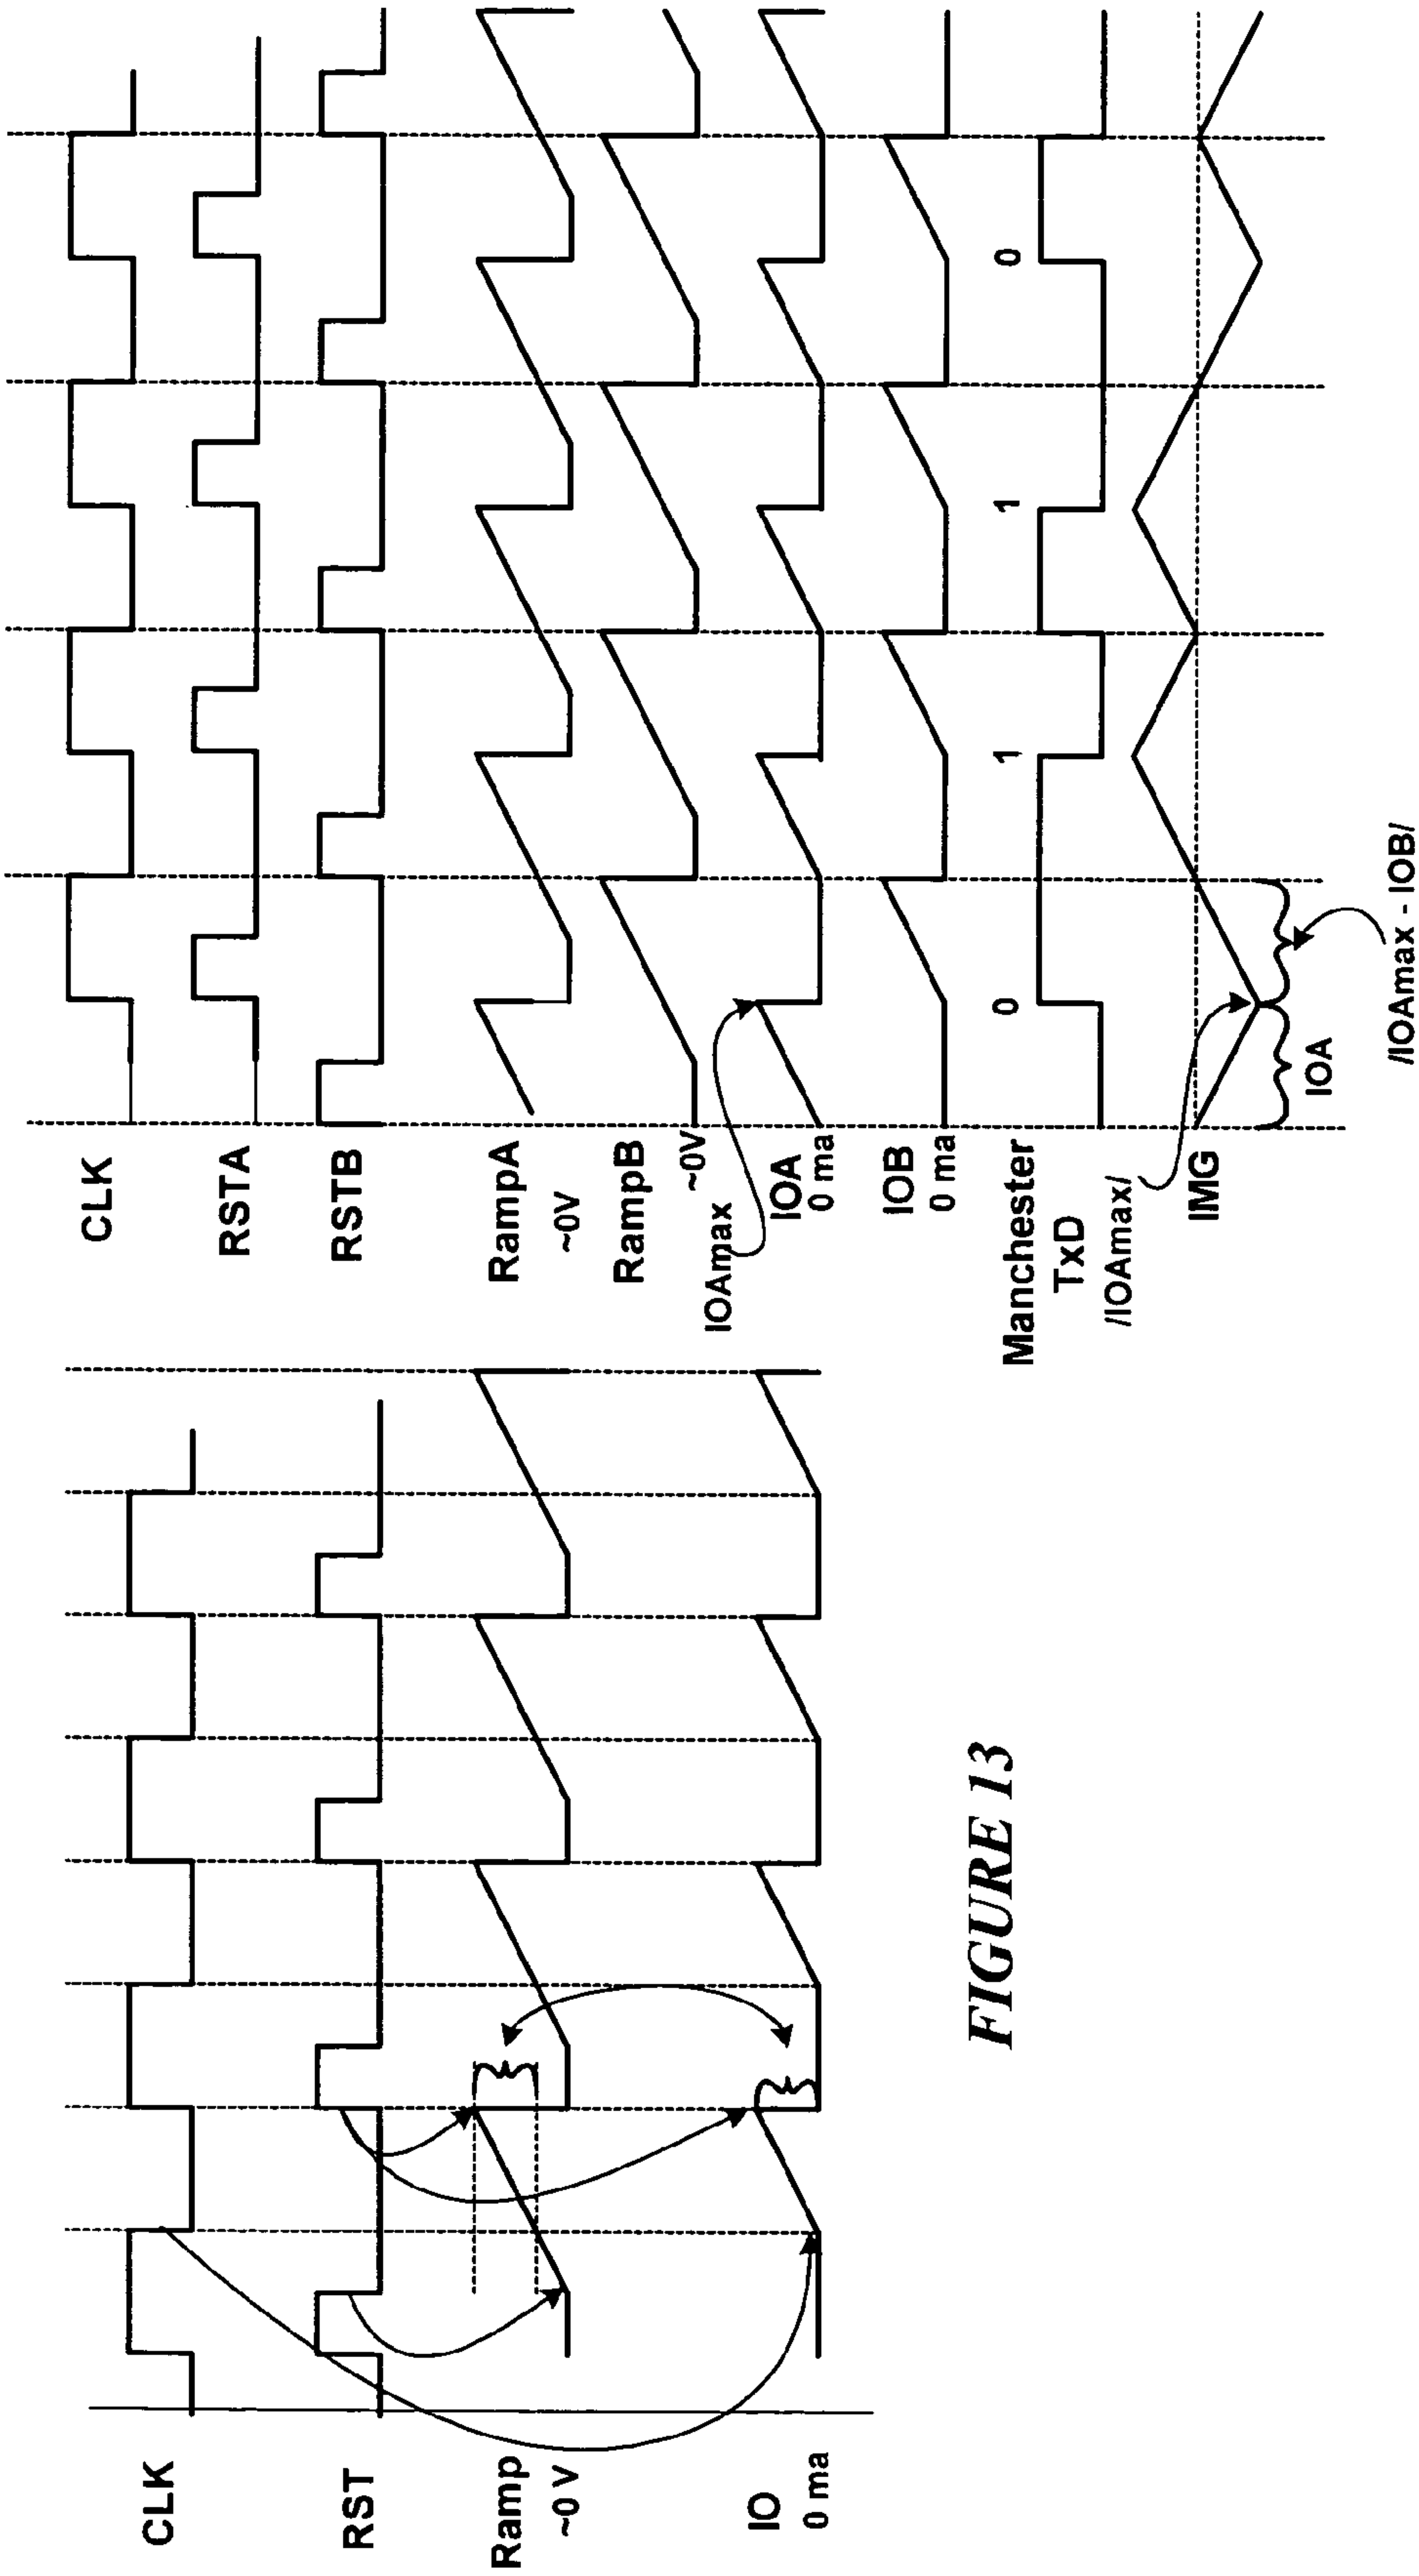 CLK
RST
Ramp
~0 V
IO
0 ma
FIGURE 13
CLK
RSTA
RSTB
RampA
~0V
RampB
~0V
IOAmax
IOA
0 ma
IOB
0 ma
Manchester
TxD
0 1 1 0
/IOAmax/
IMG
IOA
/IOAmax - IOB/